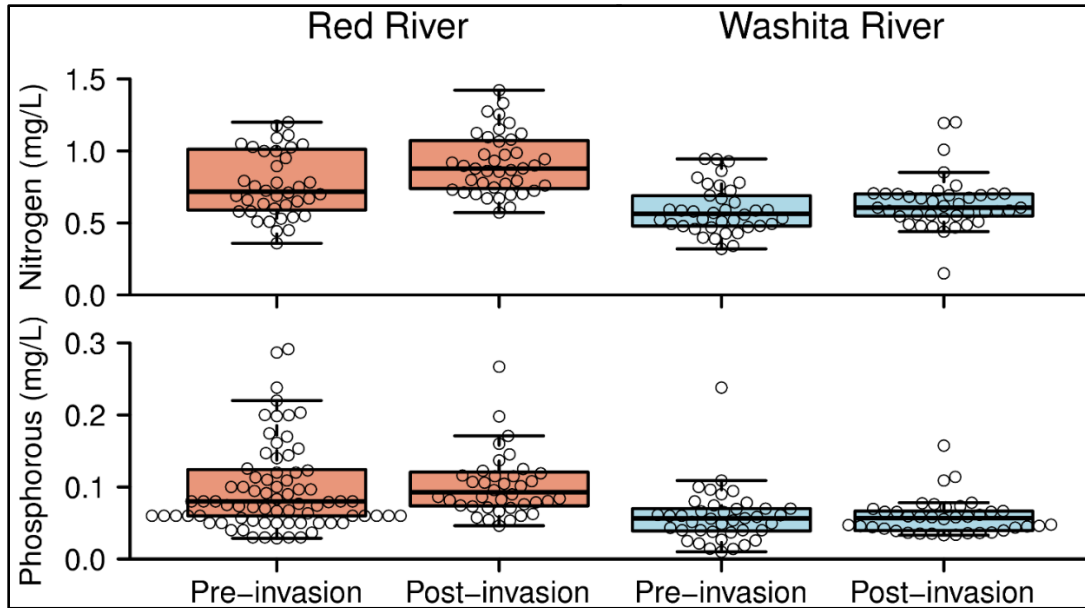 Red River Washita River
Nitrogen (mg/L)
1.5
1.0
0.5
0.0
Phosphorous (mg/L)
0.3
0.2
0.1
0.0
Pre-invasion Post-invasion Pre-invasion Post-invasion